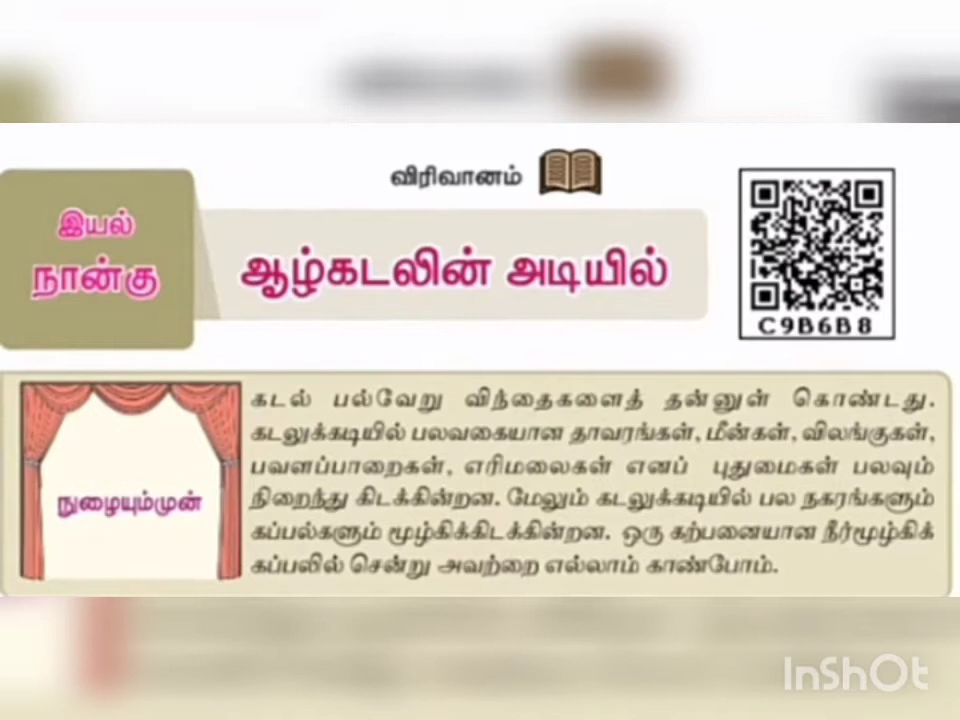 விரிவானம்
இயல்
நான்கு
ஆழ்கடலின் அடியில்
C9B6B8
நுழையும்முன்
கடல் பல்வேறு விந்தைகளைத் தன்னுள் கொண்டது.
கடலுக்கடியில் பலவகையான தாவரங்கள், மீன்கள், விலங்குகள்,
பவளப்பாறைகள், எரிமலைகள் எனப் புதுமைகள் பலவும்
நிறைந்து கிடக்கின்றன. மேலும் கடலுக்கடியில் பல நகரங்களும்
கப்பல்களும் மூழ்கிக்கிடக்கின்றன. ஒரு கற்பனையான நீர்மூழ்கிக்
கப்பலில் சென்று அவற்றை எல்லாம் காண்போம்.
InShOt